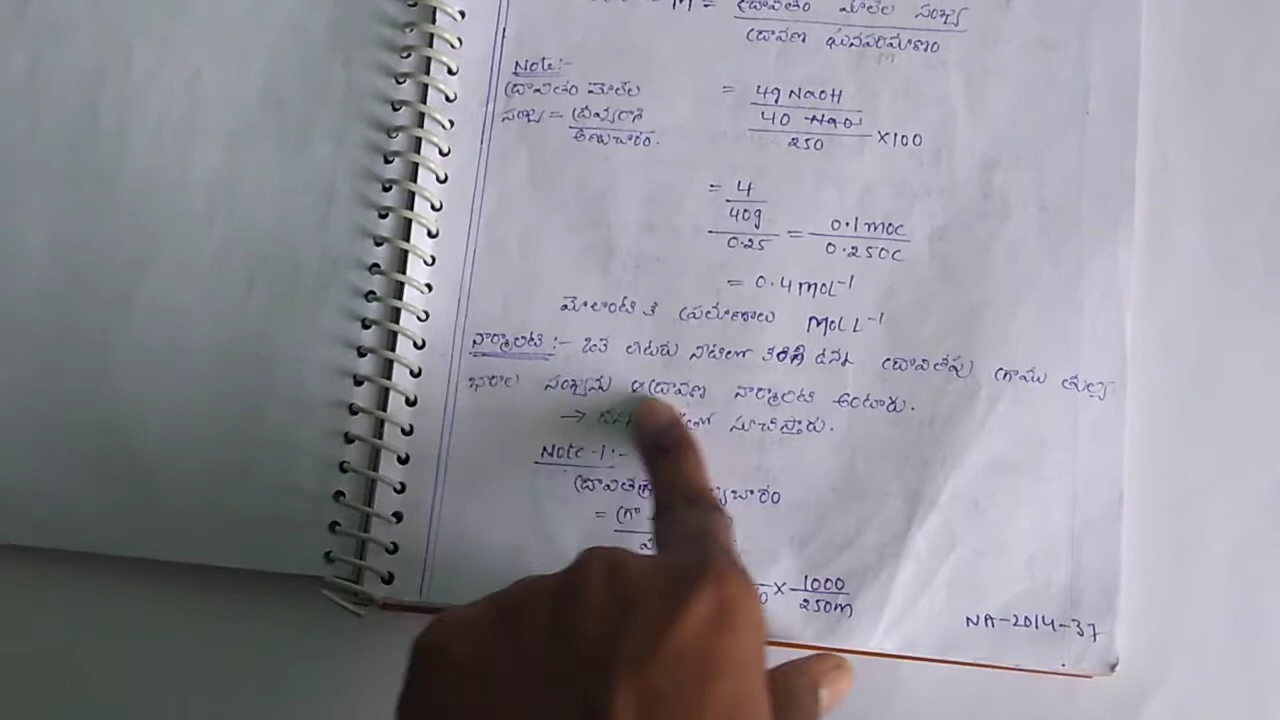 M = ద్రావితం మోలల సంఖ్య
ద్రావణ ఘనపరిమాణం
Note:-
ద్రావితం మోలల
సంఖ్య = ద్రవ్యరాశి
అణుభారం.
= 4g NaOH
40 NaO
250 ×100
= 4
40g
0.25 = 0.1 moc
0.250C
= 0.4 mol-1
మోలారిటీ ప్రమాణాలు Mol L-1
నార్మాలిటి :- ఒక లీటరు నీటిలో కరిగి ఉన్న ద్రావితపు గ్రాము తుల్య
భారాల సంఖ్యను ఆ ద్రావణ నార్మాలిటి అంటారు.
→ సూచిస్తారు.
Note-1:-
= (గ్రా
× 1000
250m
NA-2014-37